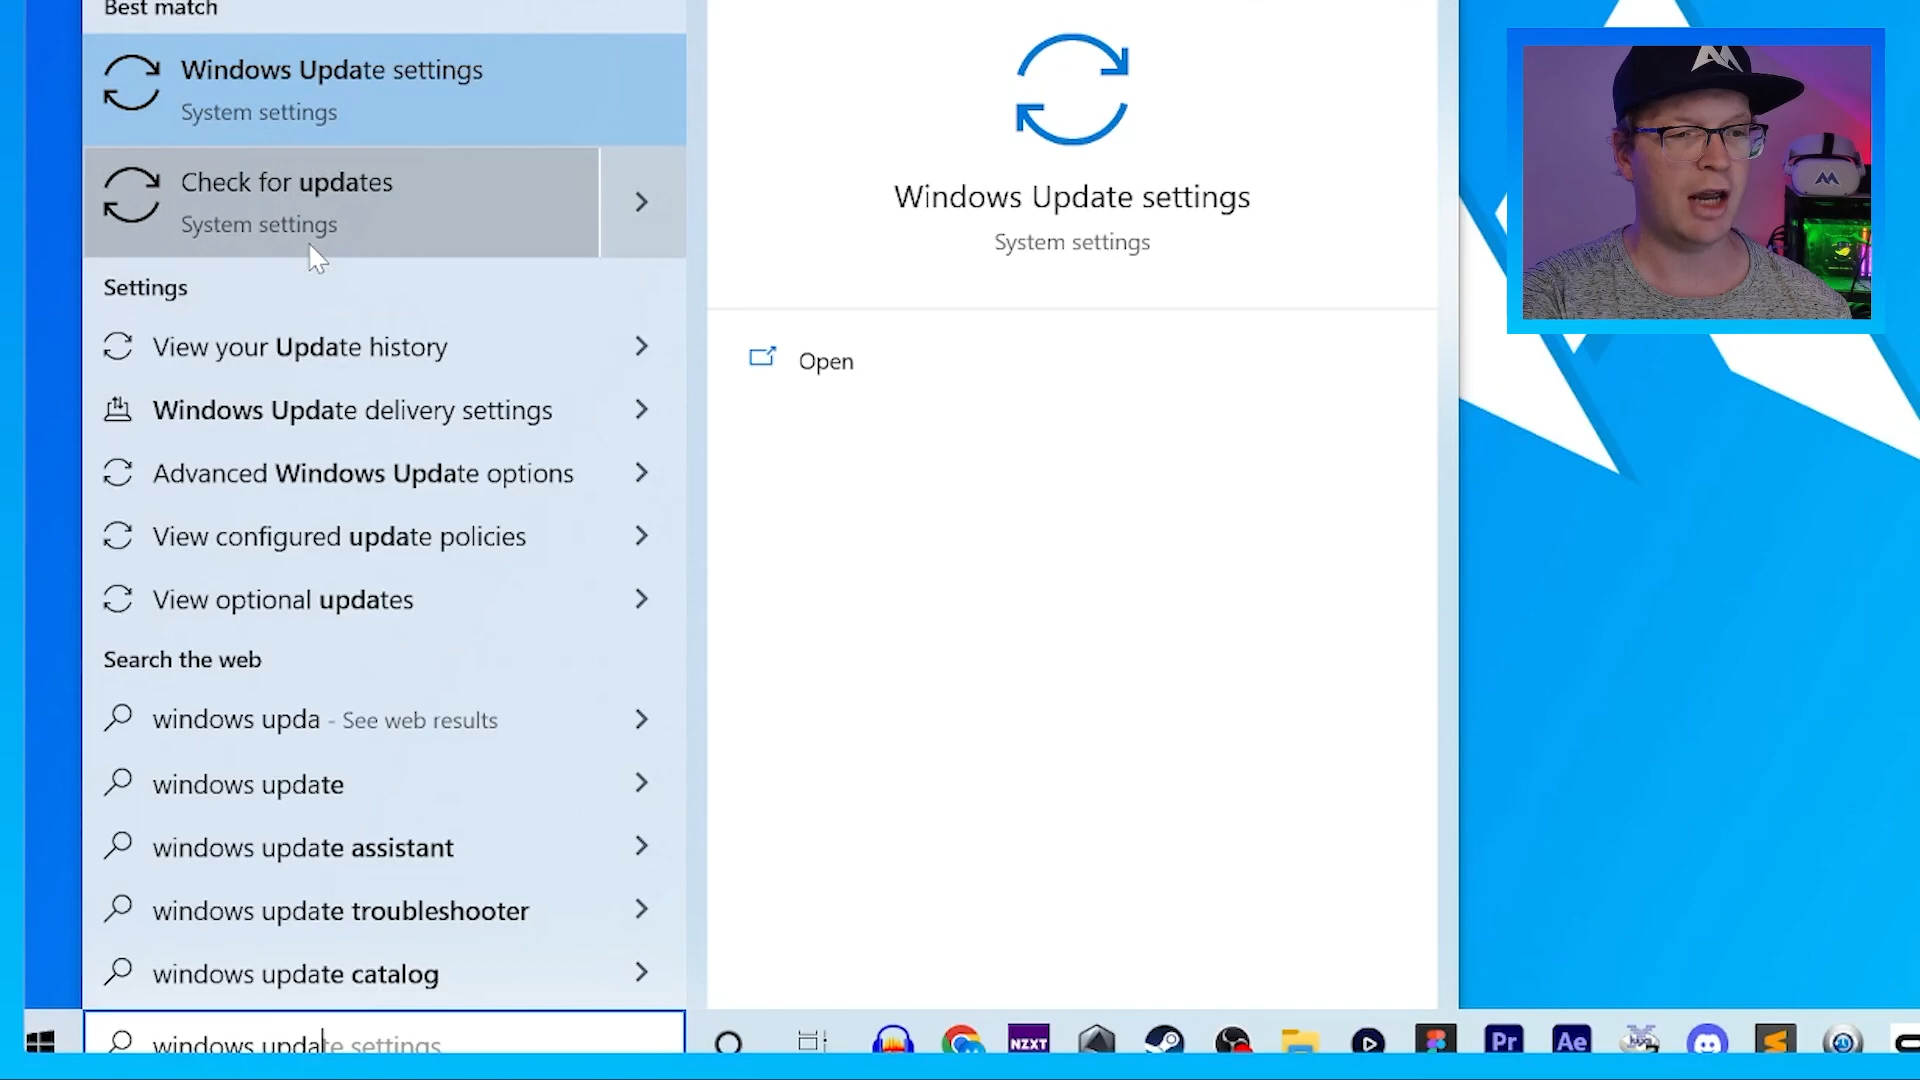 Best match
Windows Update settings
System settings
Check for updates
System settings
Settings
View your Update history
Windows Update delivery settings
Advanced Windows Update options
View configured update policies
View optional updates
Search the web
windows upda - See web results
windows update
windows update assistant
windows update troubleshooter
windows update catalog
windows update settings
Windows Update settings
System settings
Open
NZXT
Pr
Ae